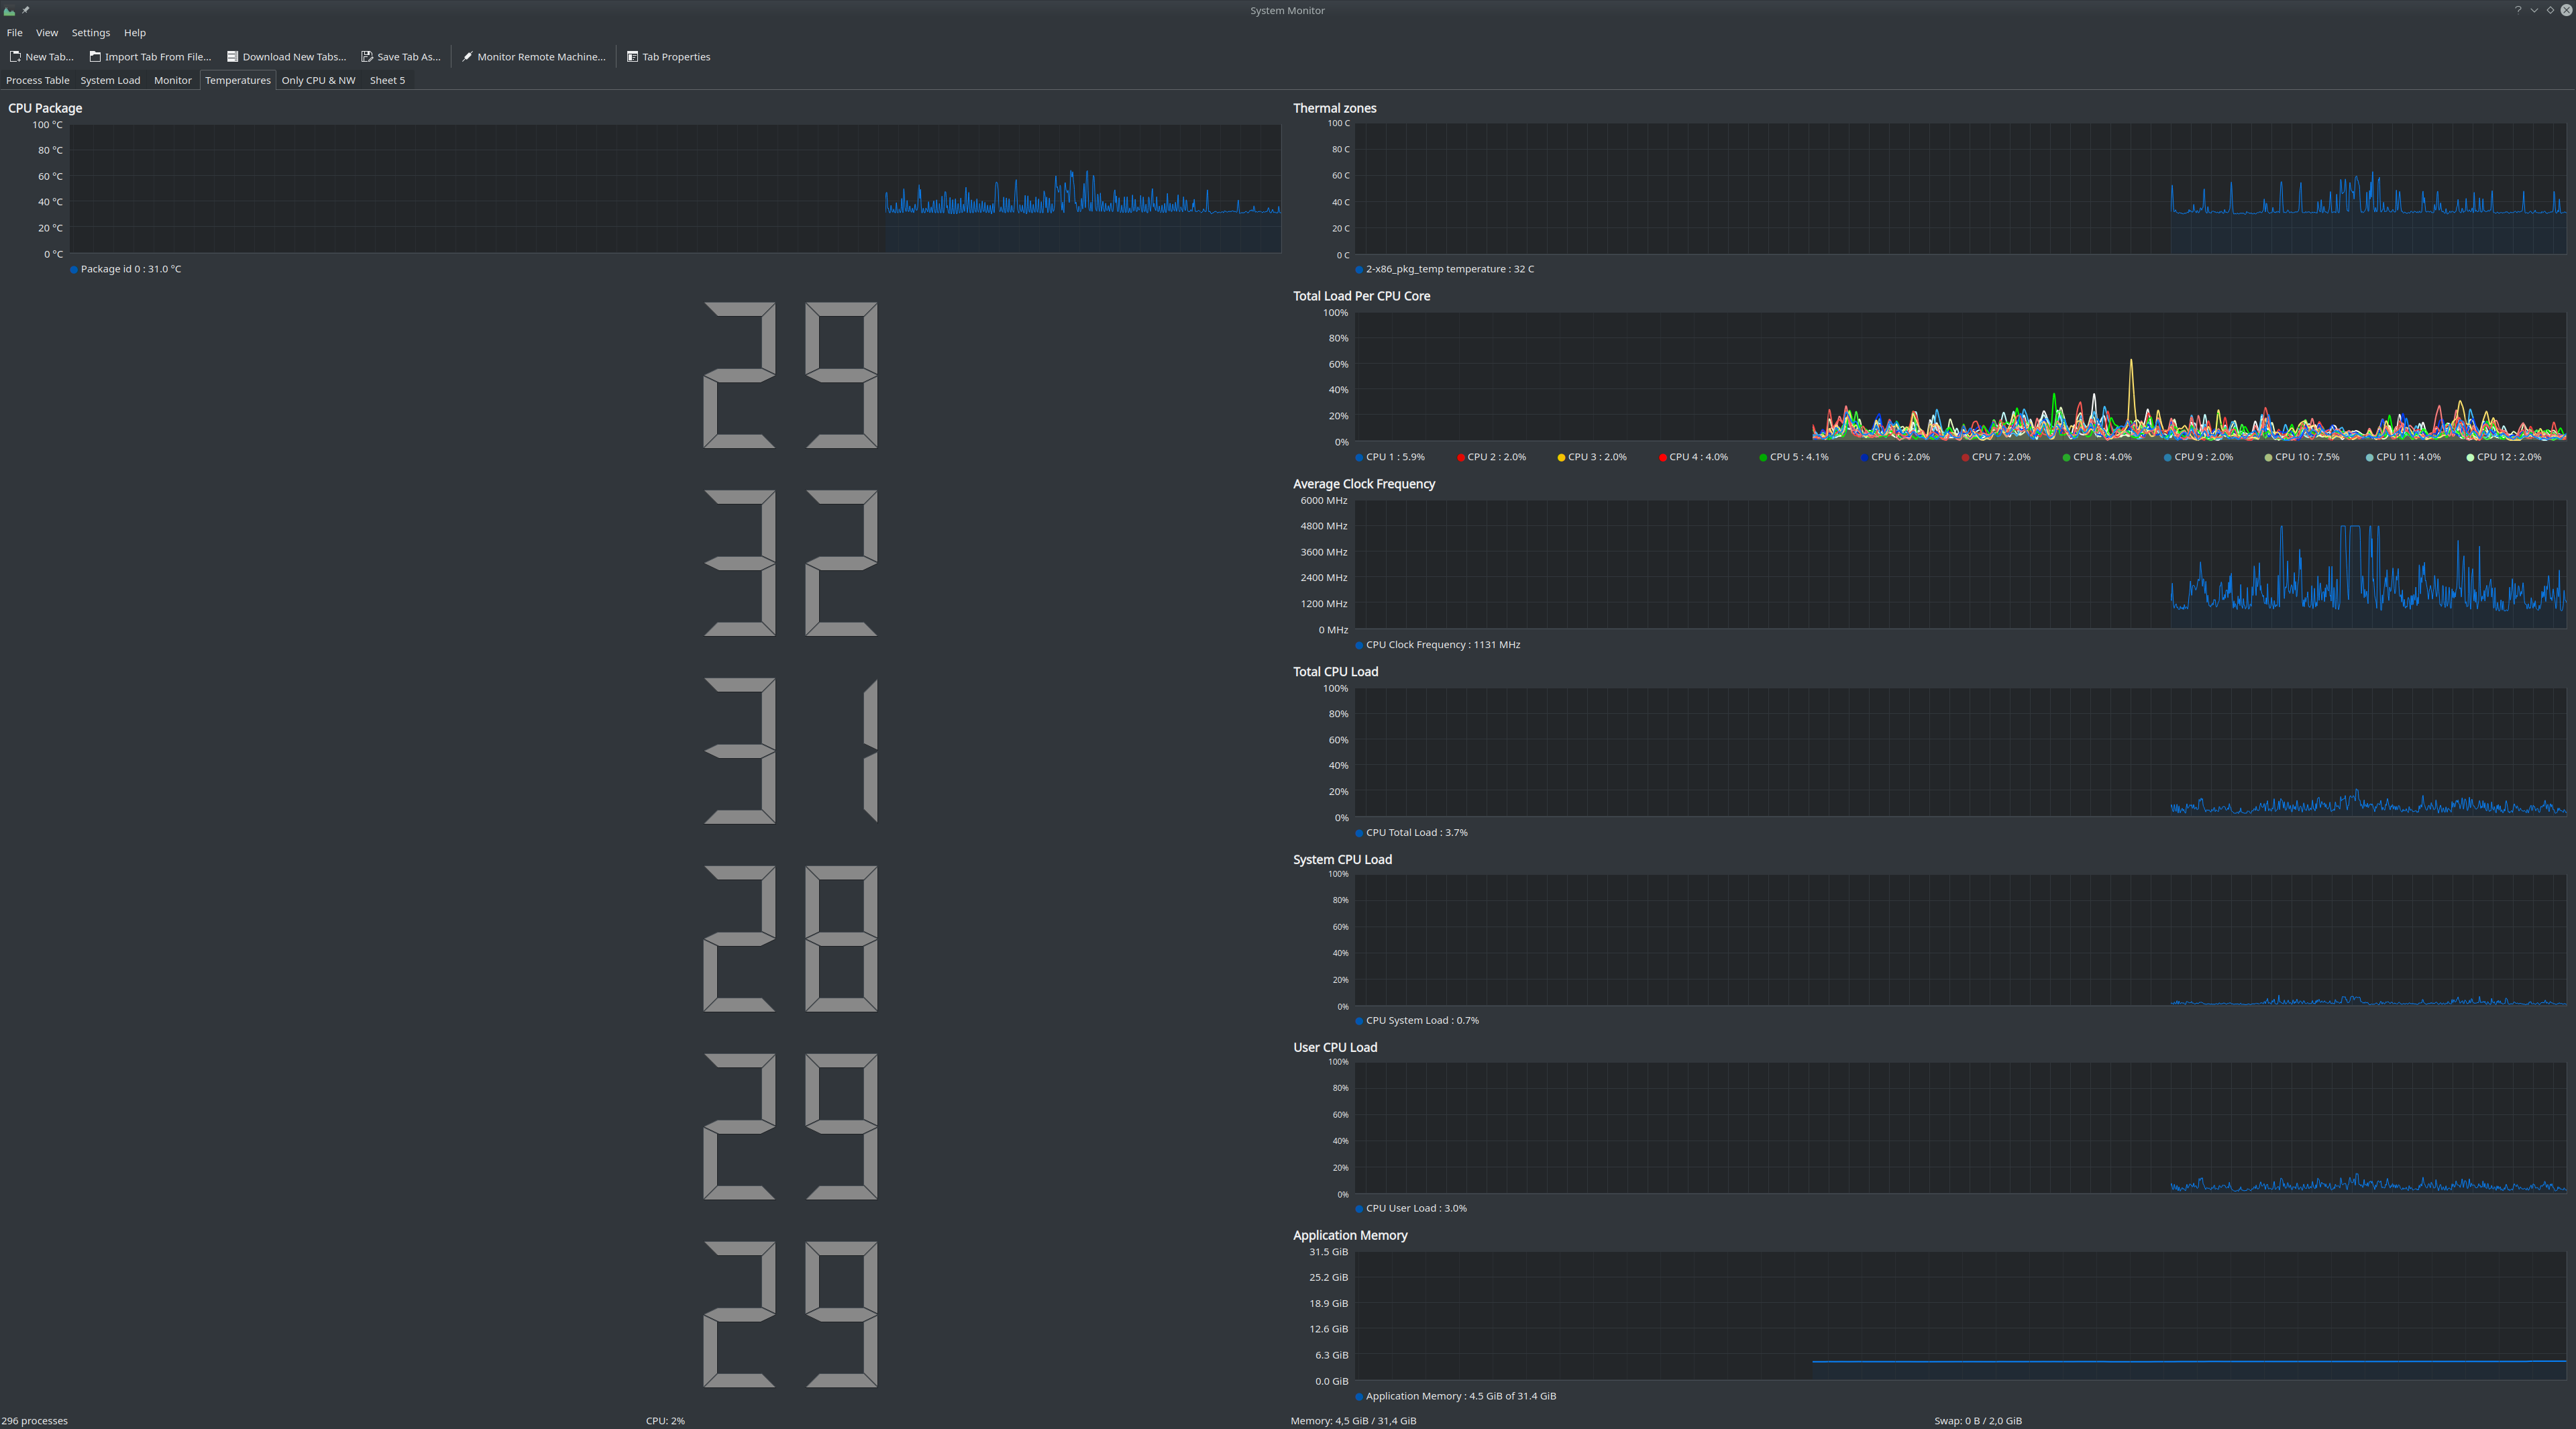 System Monitor
File View Settings Help
New Tab... Import Tab From File... Download New Tabs... Save Tab As... Monitor Remote Machine... Tab Properties
Process Table System Load Monitor Temperatures Only CPU & NW Sheet 5
CPU Package
100 °C
80 °C
60 °C
40 °C
20 °C
0 °C
Package id 0 : 31.0 °C
29
32
31
28
29
29
Thermal zones
100 C
80 C
60 C
40 C
20 C
0 C
2-x86_pkg_temp temperature : 32 C
Total Load Per CPU Core
100%
80%
60%
40%
20%
0%
CPU 1 : 5.9% CPU 2 : 2.0% CPU 3 : 2.0% CPU 4 : 4.0% CPU 5 : 4.1% CPU 6 : 2.0% CPU 7 : 2.0% CPU 8 : 4.0% CPU 9 : 2.0% CPU 10 : 7.5% CPU 11 : 4.0% CPU 12 : 2.0%
Average Clock Frequency
6000 MHz
4800 MHz
3600 MHz
2400 MHz
1200 MHz
0 MHz
CPU Clock Frequency : 1131 MHz
Total CPU Load
100%
80%
60%
40%
20%
0%
CPU Total Load : 3.7%
System CPU Load
100%
80%
60%
40%
20%
0%
CPU System Load : 0.7%
User CPU Load
100%
80%
60%
40%
20%
0%
CPU User Load : 3.0%
Application Memory
31.5 GiB
25.2 GiB
18.9 GiB
12.6 GiB
6.3 GiB
0.0 GiB
Application Memory : 4.5 GiB of 31.4 GiB
296 processes CPU: 2% Memory: 4,5 GiB / 31,4 GiB Swap: 0 B / 2,0 GiB